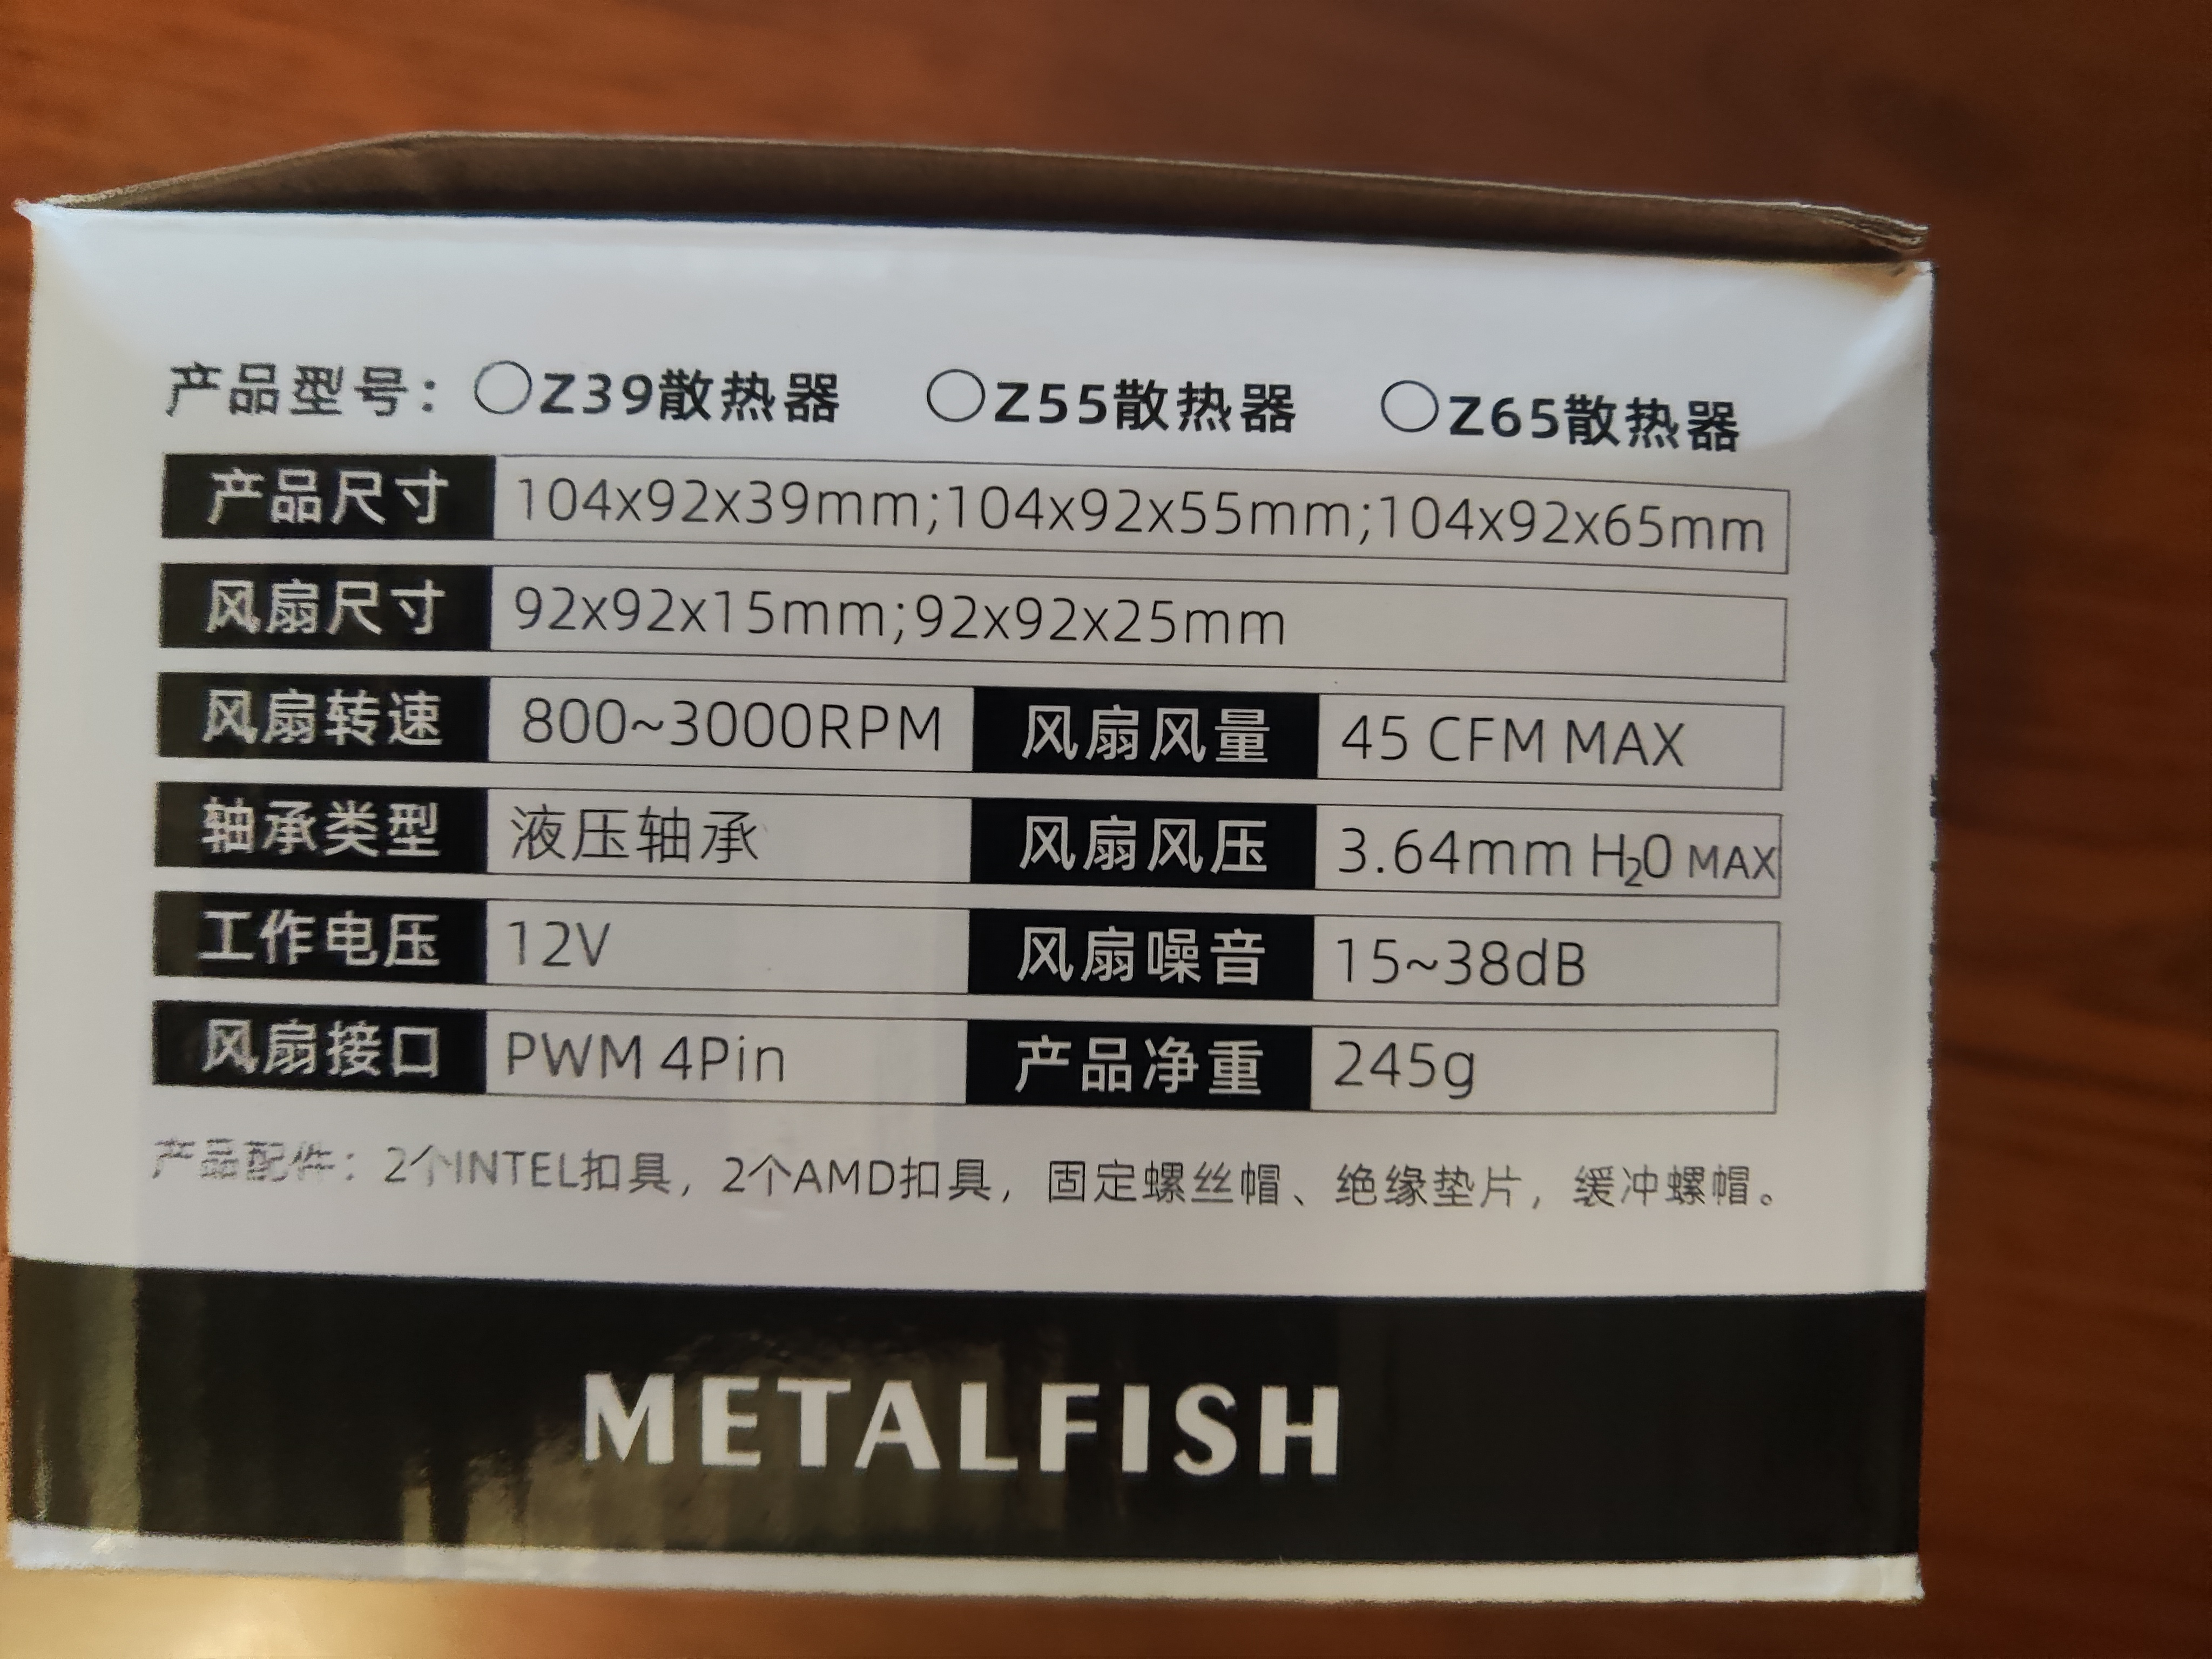 产品型号：○Z39散热器 ○Z55散热器 ○Z65散热器
产品尺寸 104x92x39mm;104x92x55mm;104x92x65mm
风扇尺寸 92x92x15mm;92x92x25mm
风扇转速 800~3000RPM 风扇风量 45 CFM MAX
轴承类型 液压轴承 风扇风压 3.64mm H₂0 MAX
工作电压 12V 风扇噪音 15~38dB
风扇接口 PWM 4Pin 产品净重 245g
产品配件：2个INTEL扣具，2个AMD扣具，固定螺丝帽、绝缘垫片，缓冲螺帽。
METALFISH